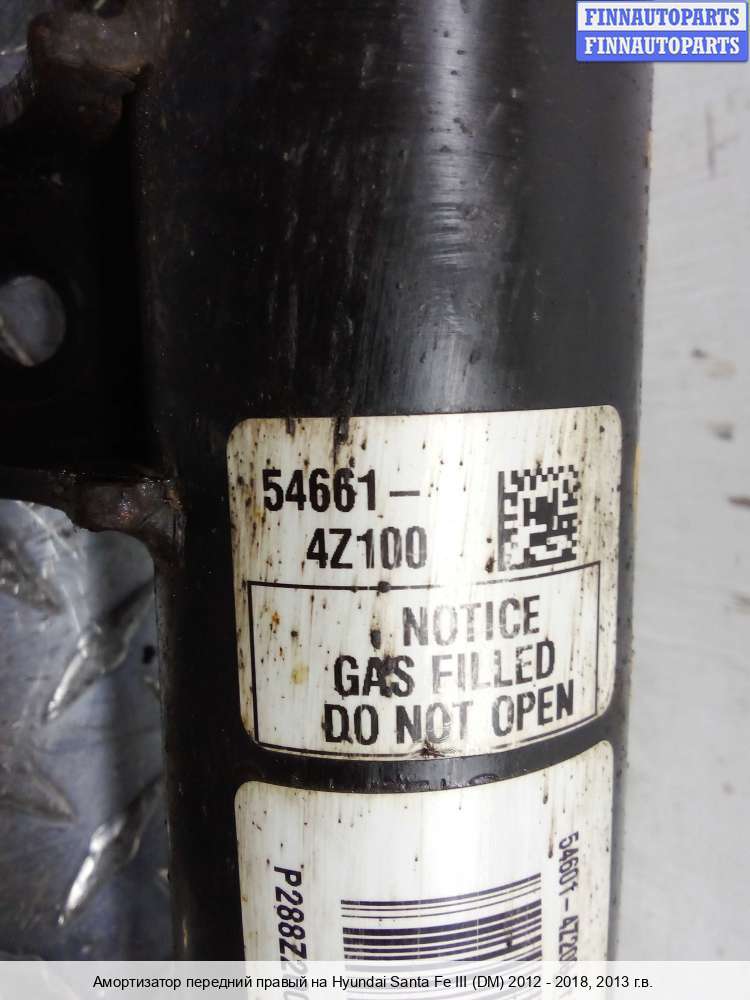 FINNAUTOPARTS
FINNAUTOPARTS
54661-
4Z100
NOTICE
GAS FILLED
DO NOT OPEN
Амортизатор передний правый на Hyundai Santa Fe III (DM) 2012 - 2018, 2013 г.в.